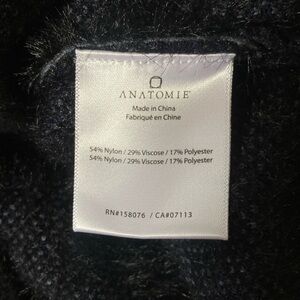 ANATOMIE
Made in China
Fabriqué en Chine
54% Nylon / 29% Viscose / 17% Polyester
54% Nylon / 29% Viscose / 17% Polyester
RN#158076 / CA#07113